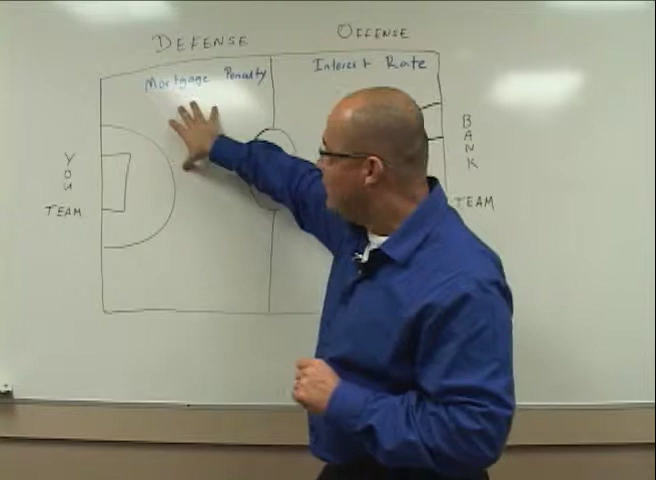 DEFENSE
OFFENSE
Mortgage Penalty
Interest Rate
YOU
TEAM
BANK
TEAM